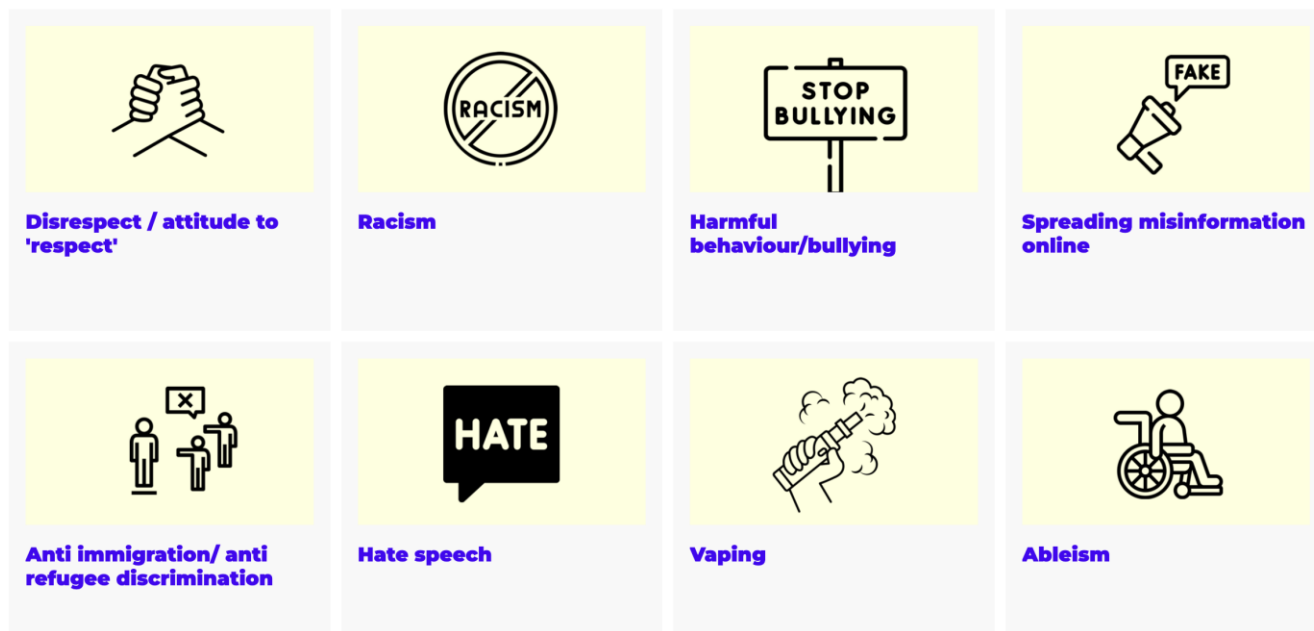 RACISM
STOP
BULLYING
FAKE
Disrespect / attitude to
'respect'
Racism
Harmful
behaviour/bullying
Spreading misinformation
online
HATE
Anti immigration/ anti
refugee discrimination
Hate speech
Vaping
Ableism